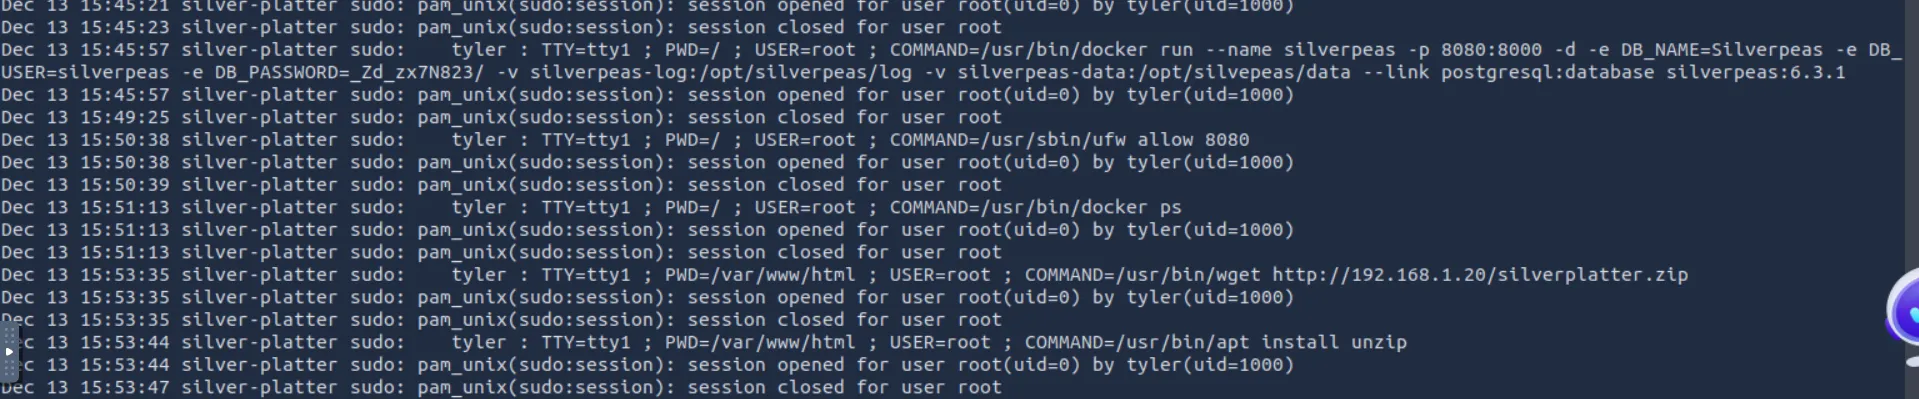 Dec 13 15:45:21 silver-platter sudo: pam_unix(sudo:session): session opened for user root(uid=0) by tyler(uid=1000)
Dec 13 15:45:23 silver-platter sudo: pam_unix(sudo:session): session closed for user root
Dec 13 15:45:57 silver-platter sudo:    tyler : TTY=tty1 ; PWD=/ ; USER=root ; COMMAND=/usr/bin/docker run --name silverpeas -p 8080:8000 -d -e DB_NAME=Silverpeas -e DB_
USER=silverpeas -e DB_PASSWORD=_Zd_zx7N823/ -v silverpeas-log:/opt/silverpeas/log -v silverpeas-data:/opt/silvepeas/data --link postgresql:database silverpeas:6.3.1
Dec 13 15:45:57 silver-platter sudo: pam_unix(sudo:session): session opened for user root(uid=0) by tyler(uid=1000)
Dec 13 15:49:25 silver-platter sudo: pam_unix(sudo:session): session closed for user root
Dec 13 15:50:38 silver-platter sudo:    tyler : TTY=tty1 ; PWD=/ ; USER=root ; COMMAND=/usr/sbin/ufw allow 8080
Dec 13 15:50:38 silver-platter sudo: pam_unix(sudo:session): session opened for user root(uid=0) by tyler(uid=1000)
Dec 13 15:50:39 silver-platter sudo: pam_unix(sudo:session): session closed for user root
Dec 13 15:51:13 silver-platter sudo:    tyler : TTY=tty1 ; PWD=/ ; USER=root ; COMMAND=/usr/bin/docker ps
Dec 13 15:51:13 silver-platter sudo: pam_unix(sudo:session): session opened for user root(uid=0) by tyler(uid=1000)
Dec 13 15:51:13 silver-platter sudo: pam_unix(sudo:session): session closed for user root
Dec 13 15:53:35 silver-platter sudo:    tyler : TTY=tty1 ; PWD=/var/www/html ; USER=root ; COMMAND=/usr/bin/wget http://192.168.1.20/silverplatter.zip
Dec 13 15:53:35 silver-platter sudo: pam_unix(sudo:session): session opened for user root(uid=0) by tyler(uid=1000)
Dec 13 15:53:35 silver-platter sudo: pam_unix(sudo:session): session closed for user root
Dec 13 15:53:44 silver-platter sudo:    tyler : TTY=tty1 ; PWD=/var/www/html ; USER=root ; COMMAND=/usr/bin/apt install unzip
Dec 13 15:53:44 silver-platter sudo: pam_unix(sudo:session): session opened for user root(uid=0) by tyler(uid=1000)
Dec 13 15:53:47 silver-platter sudo: pam_unix(sudo:session): session closed for user root